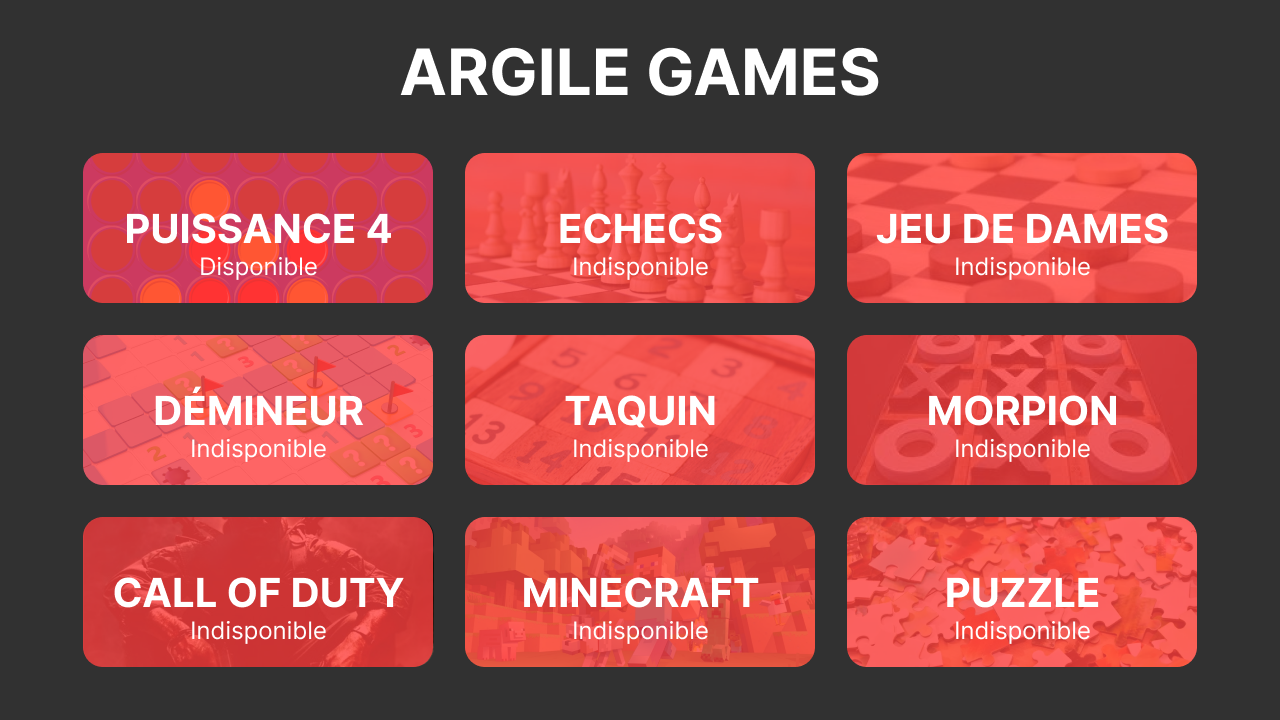 ARGILE GAMES
PUISSANCE 4
Disponible
ECHECS
Indisponible
JEU DE DAMES
Indisponible
DÉMINEUR
Indisponible
TAQUIN
Indisponible
MORPION
Indisponible
CALL OF DUTY
Indisponible
MINECRAFT
Indisponible
PUZZLE
Indisponible